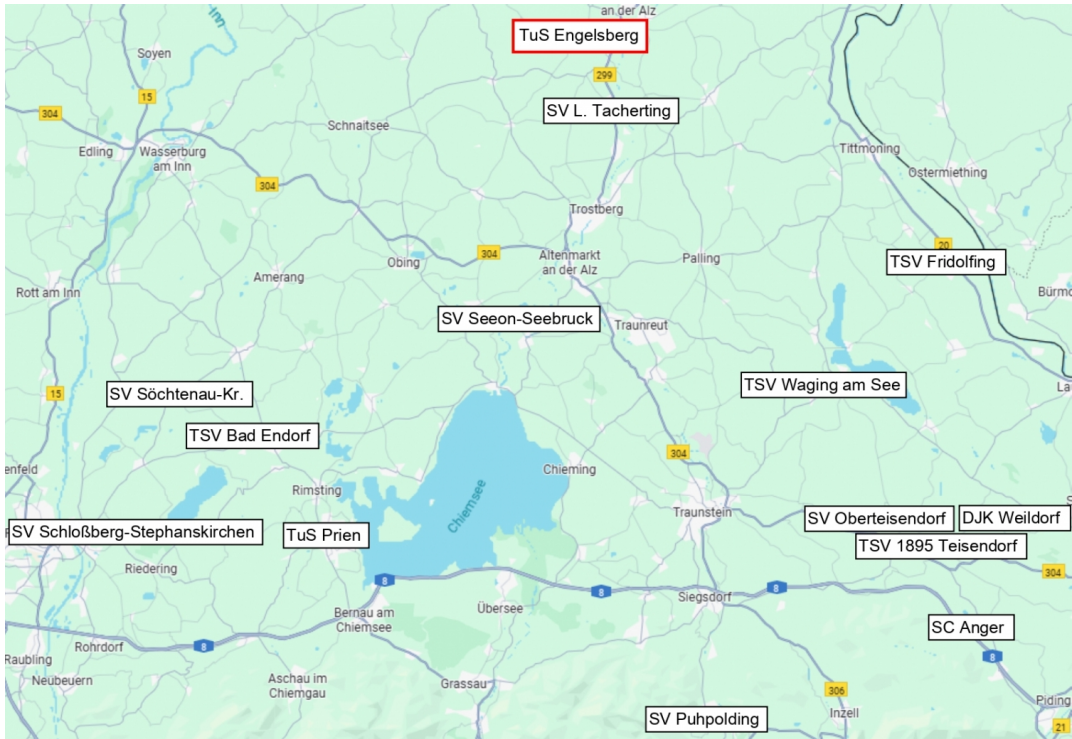 an der Alz
TuS Engelsberg
Soyen
299
15
SV L. Tacherting
304
Schnaitsee
Edling
Wasserburg
am Inn
Tittmoning
Ostermiething
304
Trostberg
20
304
Altenmarkt
an der Alz
Obing
Palling
TSV Fridolfing
Amerang
Rott am Inn
Bürmo
SV Seeon-Seebruck
Traunreut
15
SV Söchtenau-Kr.
TSV Waging am See
La
TSV Bad Endorf
304
enfeld
Chieming
Rimsting
Chiemsee
Traunstein
SV Schloßberg-Stephanskirchen
TuS Prien
SV Oberteisendorf
DJK Weildorf
TSV 1895 Teisendorf
Riedering
304
8
8
8
Siegsdorf
Übersee
Bernau am
Chiemsee
SC Anger
Rohrdorf
8
8
Raubling
Neubeuern
Aschau im
Chiemgau
Grassau
306
Piding
SV Puhpolding
Inzell
21